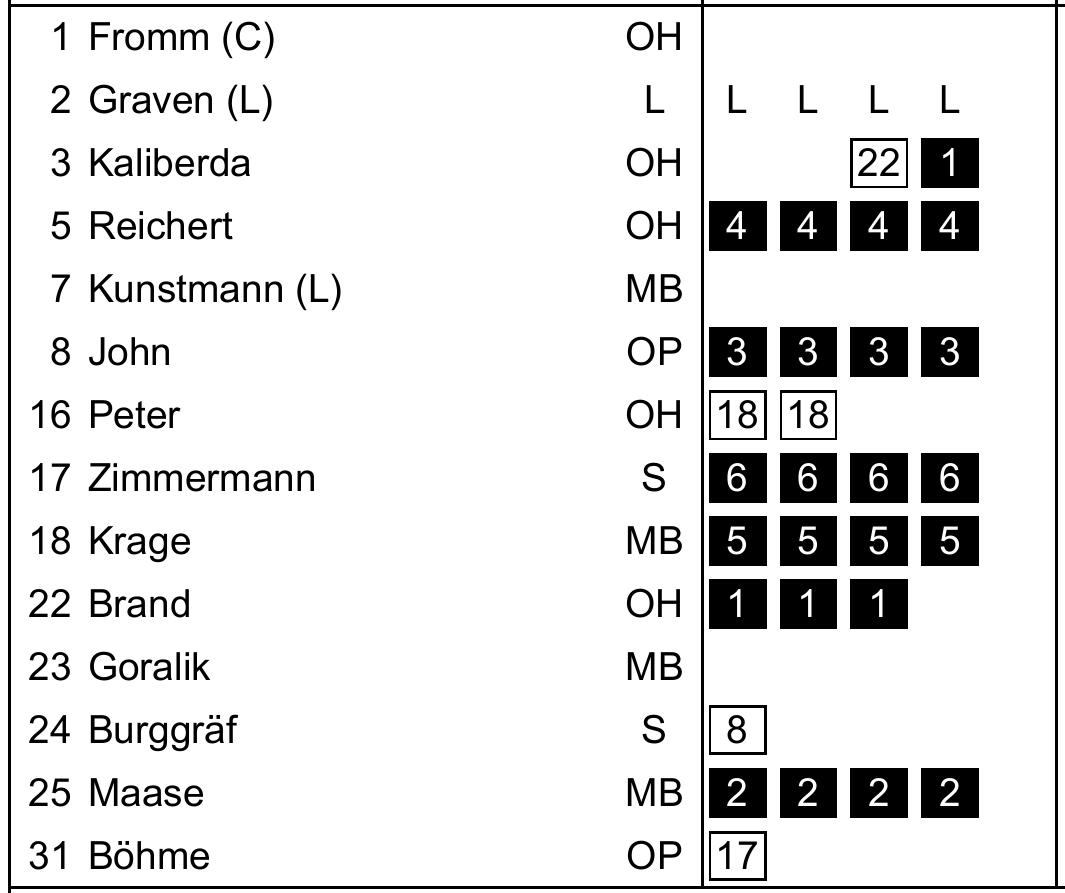 1 Fromm (C) OH
2 Graven (L) L L L L L
3 Kaliberda OH 22 1
5 Reichert OH 4 4 4 4
7 Kunstmann (L) MB
8 John OP 3 3 3 3
16 Peter OH 18 18
17 Zimmermann S 6 6 6 6
18 Krage MB 5 5 5 5
22 Brand OH 1 1 1
23 Goralik MB
24 Burggräf S 8
25 Maase MB 2 2 2 2
31 Böhme OP 17